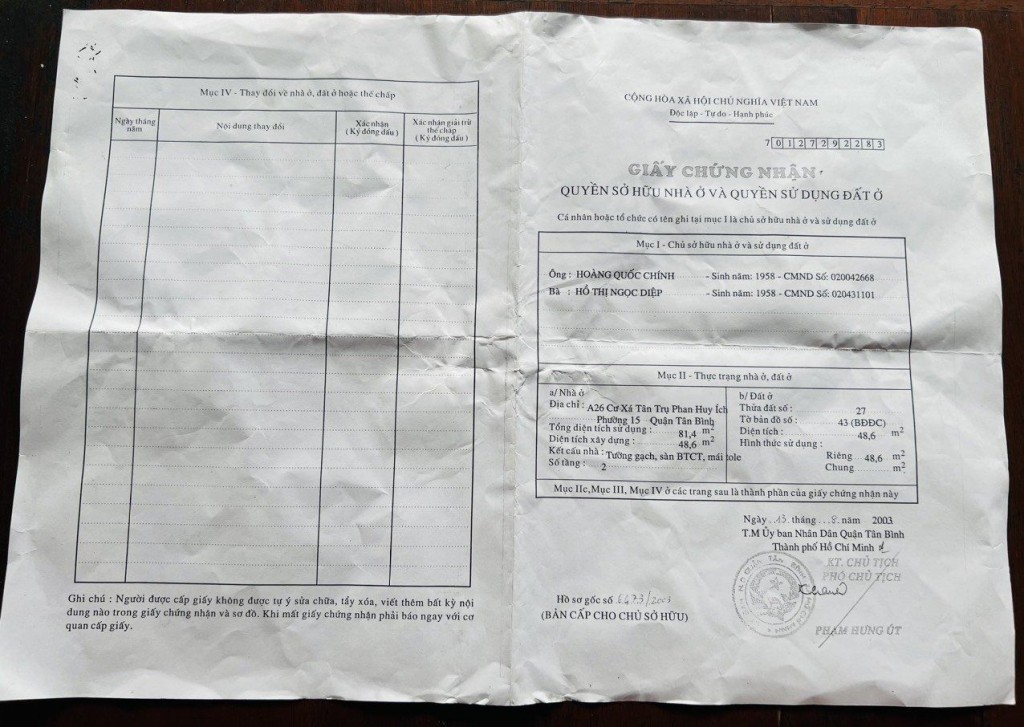 Mục IV - Thay đổi về nhà ở, đất ở hoặc thế chấp
Ngày tháng năm
Nội dung thay đổi
Xác nhận
( Ký đóng dấu )
Xác nhận giải trừ
thế chấp
( Ký đóng dấu )
Ghi chú : Người được cấp giấy không được tự ý sửa chữa, tẩy xóa, viết thêm bất kỳ nội
dung nào trong giấy chứng nhận và sơ đồ. Khi mất giấy chứng nhận phải báo ngay với cơ
quan cấp giấy.
CỘNG HÒA XÃ HỘI CHỦ NGHĨA VIỆT NAM
Độc lập - Tự do - Hạnh phúc
70127292283
GIẤY CHỨNG NHẬN
QUYỀN SỞ HỮU NHÀ Ở VÀ QUYỀN SỬ DỤNG ĐẤT Ở
Cá nhân hoặc tổ chức có tên ghi tại mục I là chủ sở hữu nhà ở và sử dụng đất ở
Mục I - Chủ sở hữu nhà ở và sử dụng đất ở
Ông : HOÀNG QUỐC CHÍNH - Sinh năm: 1958 - CMND Số: 020042668
Bà : HỒ THỊ NGỌC DIỆP - Sinh năm: 1958 - CMND Số: 020431101
Mục II - Thực trạng nhà ở, đất ở
a/ Nhà ở
Địa chỉ : A26 Cư Xá Tân Trụ Phan Huy Ích
Phường 15 Quận Tân Bình
Tổng diện tích sử dụng : 81,4 m2
Diện tích xây dựng : 48,6 m2
Kết cấu nhà : Tường gạch, sàn BTCT, mái tole
Số tầng : 2
b/ Đất ở
Thửa đất số : 27
Tờ bản đồ số : 43 (BĐĐC)
Diện tích : 48,6 m2
Hình thức sử dụng :
Riêng 48,6 m2
Chung m2
Mục IIc,Mục III, Mục IV ở các trang sau là thành phần của giấy chứng nhận này
Ngày ..13. tháng ...8. năm 2003
T.M Ủy ban Nhân Dân Quận Tân Bình
Thành phố Hồ Chí Minh
KT. CHỦ TỊCH
PHÓ CHỦ TỊCH
PHẠM HÙNG ÚT
Hồ sơ gốc số /2003
(BẢN CẤP CHO CHỦ SỞ HỮU)